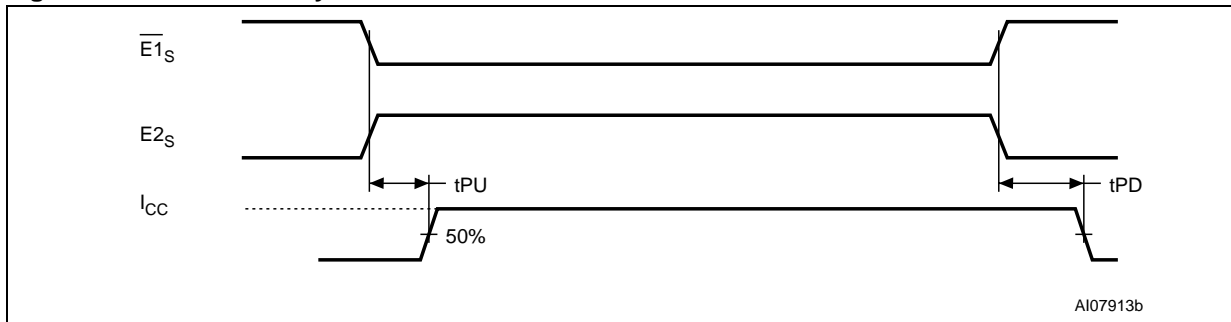 E1S
E2S
tPU
tPD
ICC
50%
AI07913b